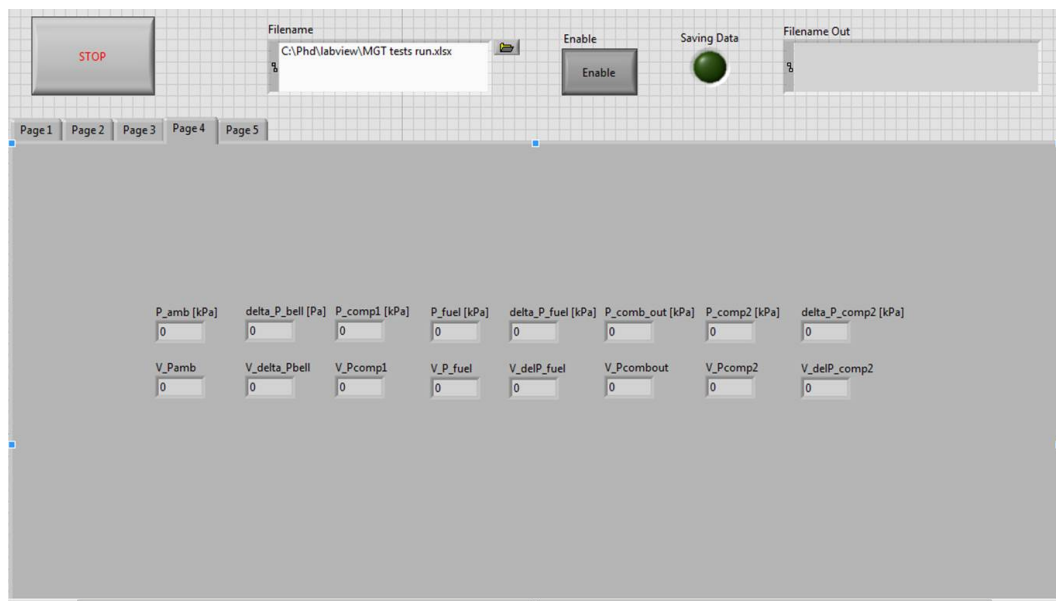 STOP
Filename
C:\Phd\labview\MGT tests run.xlsx
Enable
Enable
Saving Data
Filename Out
Page 1 Page 2 Page 3 Page 4 Page 5
P_amb [kPa] delta_P_bell [Pa] P_comp1 [kPa] P_fuel [kPa] delta_P_fuel [kPa] P_comb_out [kPa] P_comp2 [kPa] delta_P_comp2 [kPa]
0 0 0 0 0 0 0 0
V_Pamb V_delta_Pbell V_Pcomp1 V_P_fuel V_delP_fuel V_Pcombout V_Pcomp2 V_delP_comp2
0 0 0 0 0 0 0 0